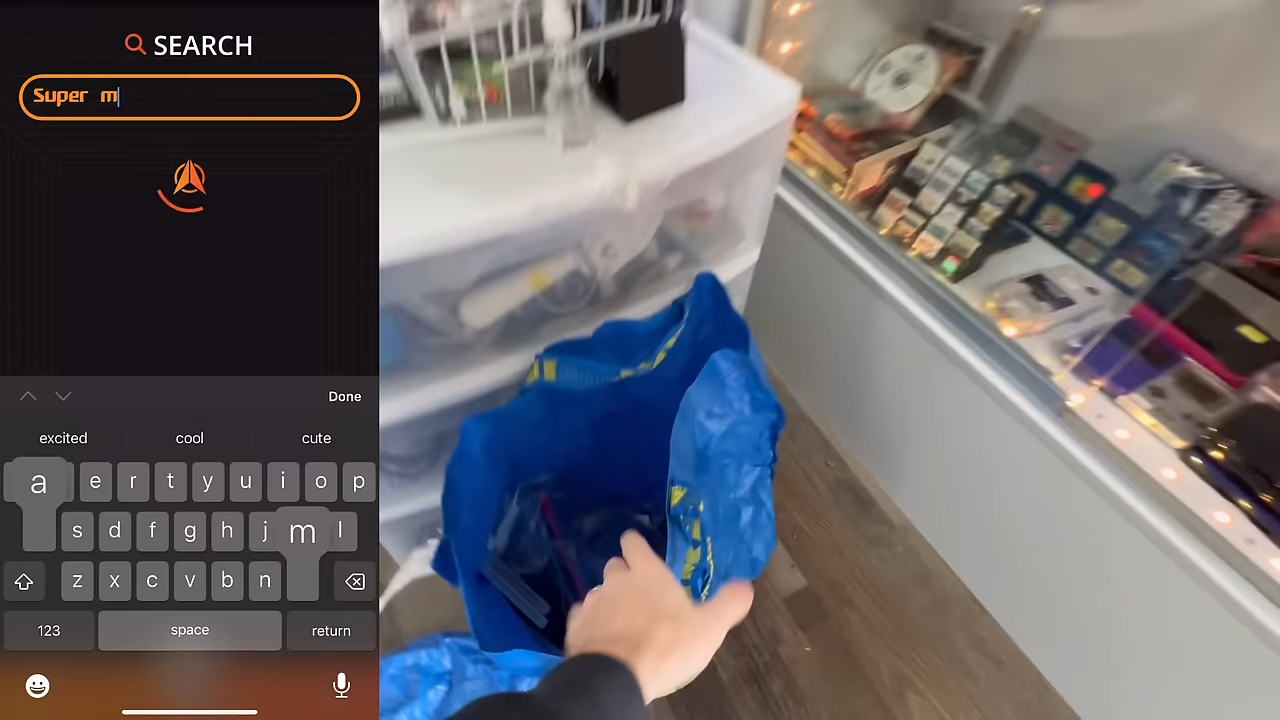 SEARCH
Super m
Done
excited cool cute
a e r t y u i o p
s d f g h j m l
z x c v b n
123 space return